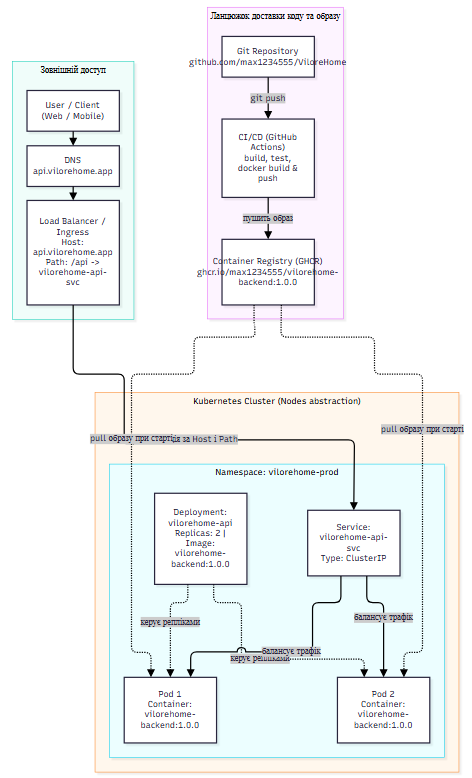 Ланцюжок доставки коду та образу
Git Repository
github.com/max1234555/ViloreHome
git push
CI/CD (GitHub
Actions)
build, test,
docker build &
push
пушить образ
Container Registry (GHCR)
ghcr.io/max1234555/vilorehome-
backend:1.0.0
Зовнішній доступ
User / Client
(Web / Mobile)
DNS
api.vilorehome.app
Load Balancer /
Ingress
Host:
api.vilorehome.app
Path: /api ->
vilorehome-api-
svc
Kubernetes Cluster (Nodes abstraction)
pull образу при старті
за Host і Path
pull образу при старті
Namespace: vilorehome-prod
Deployment:
vilorehome-api
Replicas: 2 |
Image:
vilorehome-
backend:1.0.0
Service:
vilorehome-api-
svc
Type: ClusterIP
керує репліками
балансує трафік
балансує трафік
керує репліками
Pod 1
Container:
vilorehome-
backend:1.0.0
Pod 2
Container:
vilorehome-
backend:1.0.0